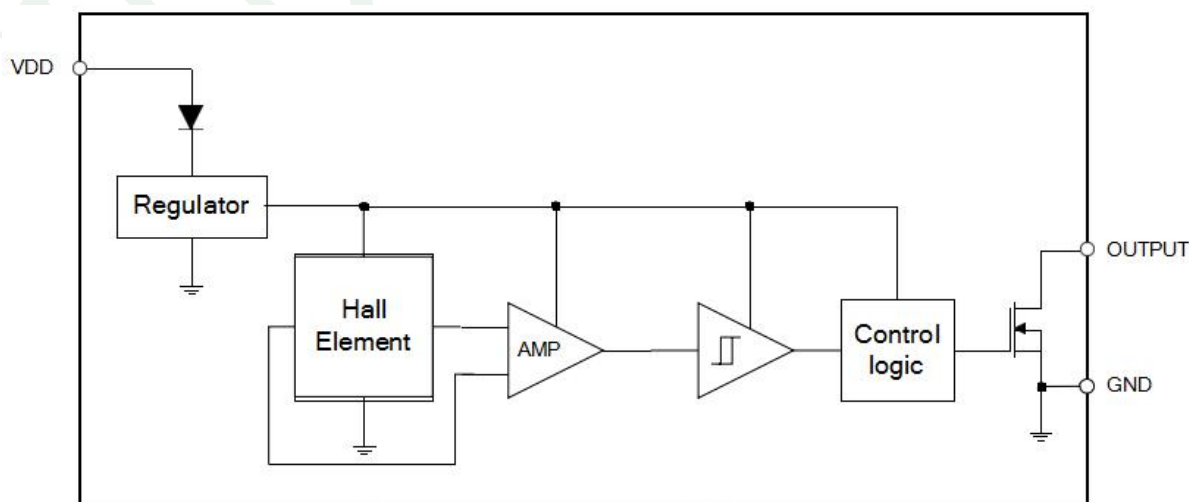 VDD
Regulator
Hall
Element
AMP
Control
logic
OUTPUT
GND